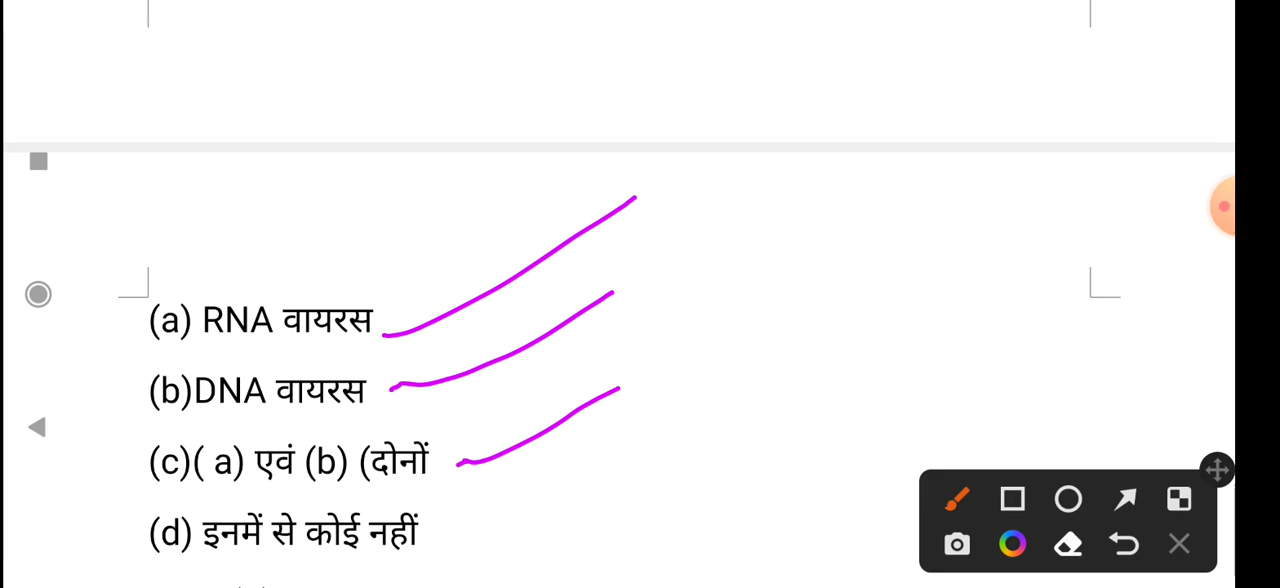 (a) RNA वायरस
(b)DNA वायरस
(c)( a) एवं (b) (दोनों
(d) इनमें से कोई नहीं